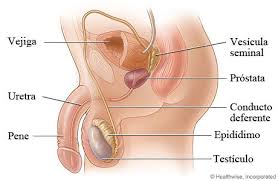 Vejiga
Uretra
Pene
Vesícula
seminal
Próstata
Conducto
deferente
Epidídimo
Testículo
© Healthwise, Incorporated